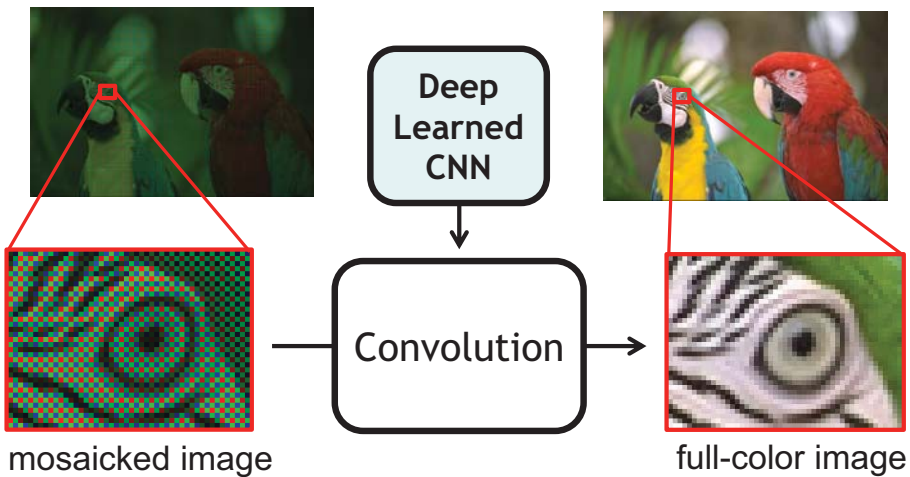 Deep
Learned
CNN
Convolution
mosaicked image
full-color image